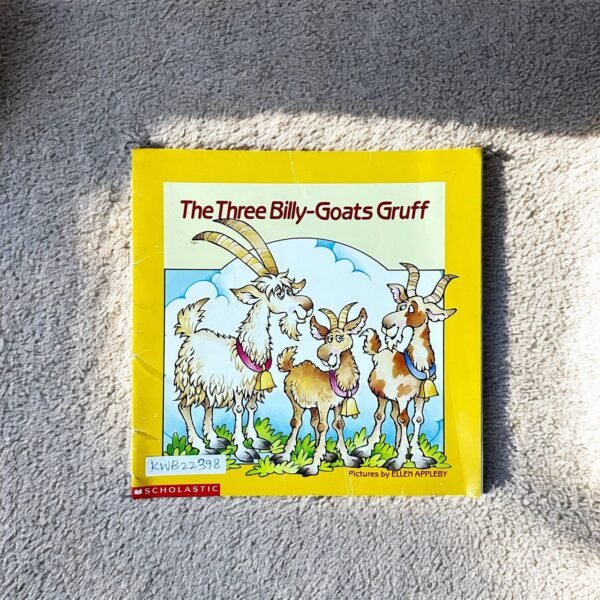 The Three Billy-Goats Gruff
KWB22398
Pictures by ELLEN APPLEBY
SCHOLASTIC